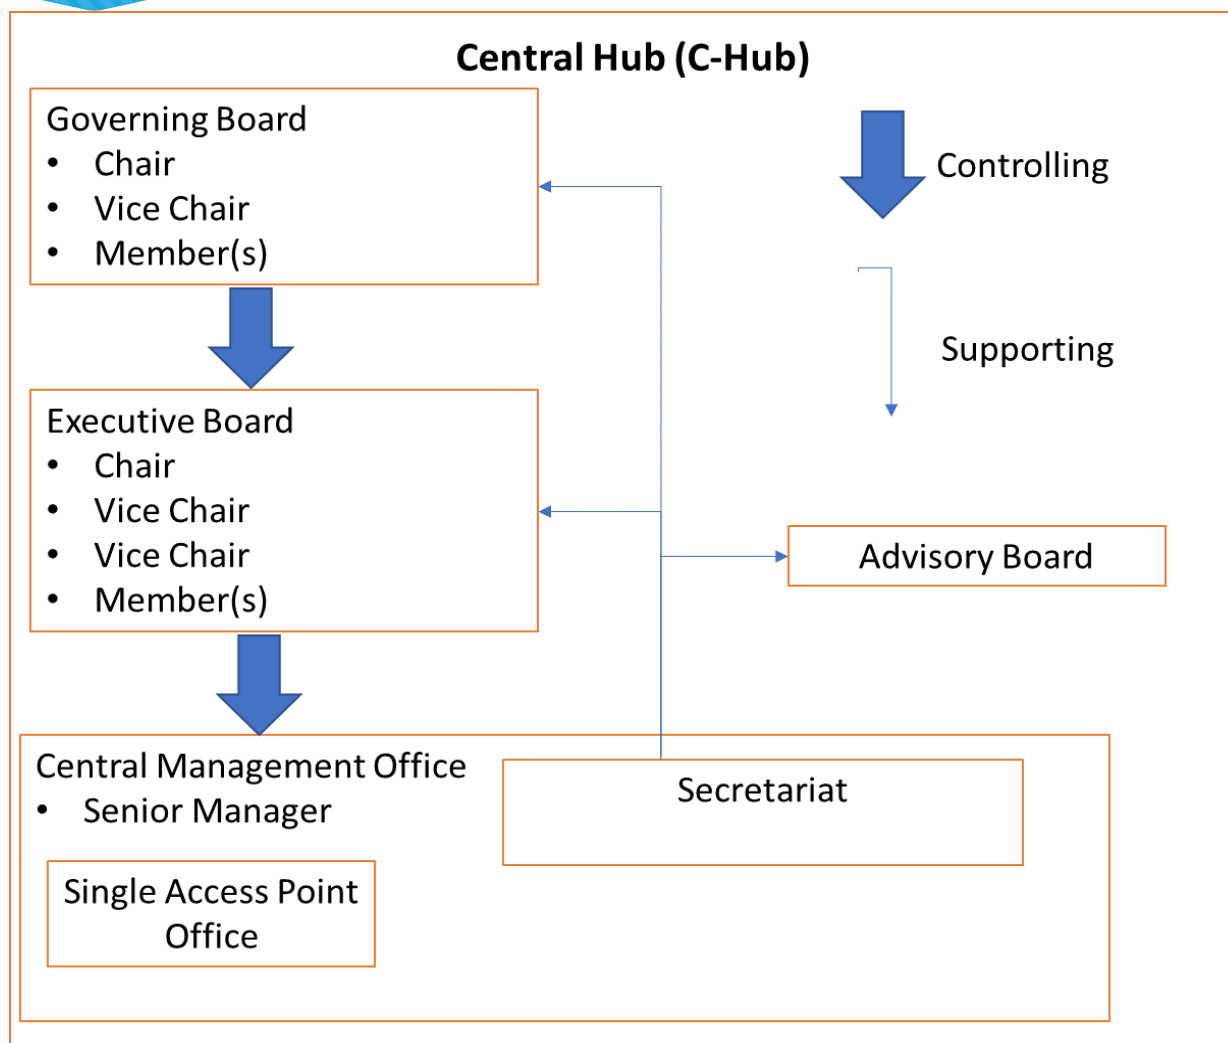 Central Hub (C-Hub)
Governing Board
• Chair
• Vice Chair
• Member(s)
Controlling
Supporting
Executive Board
• Chair
• Vice Chair
• Vice Chair
• Member(s)
Advisory Board
Central Management Office
• Senior Manager
Secretariat
Single Access Point
Office